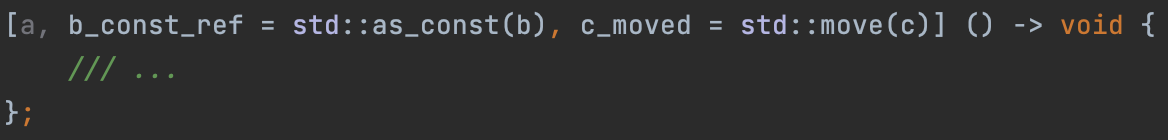 [a, b_const_ref = std::as_const(b), c_moved = std::move(c)] () -> void {
    /// ...
};